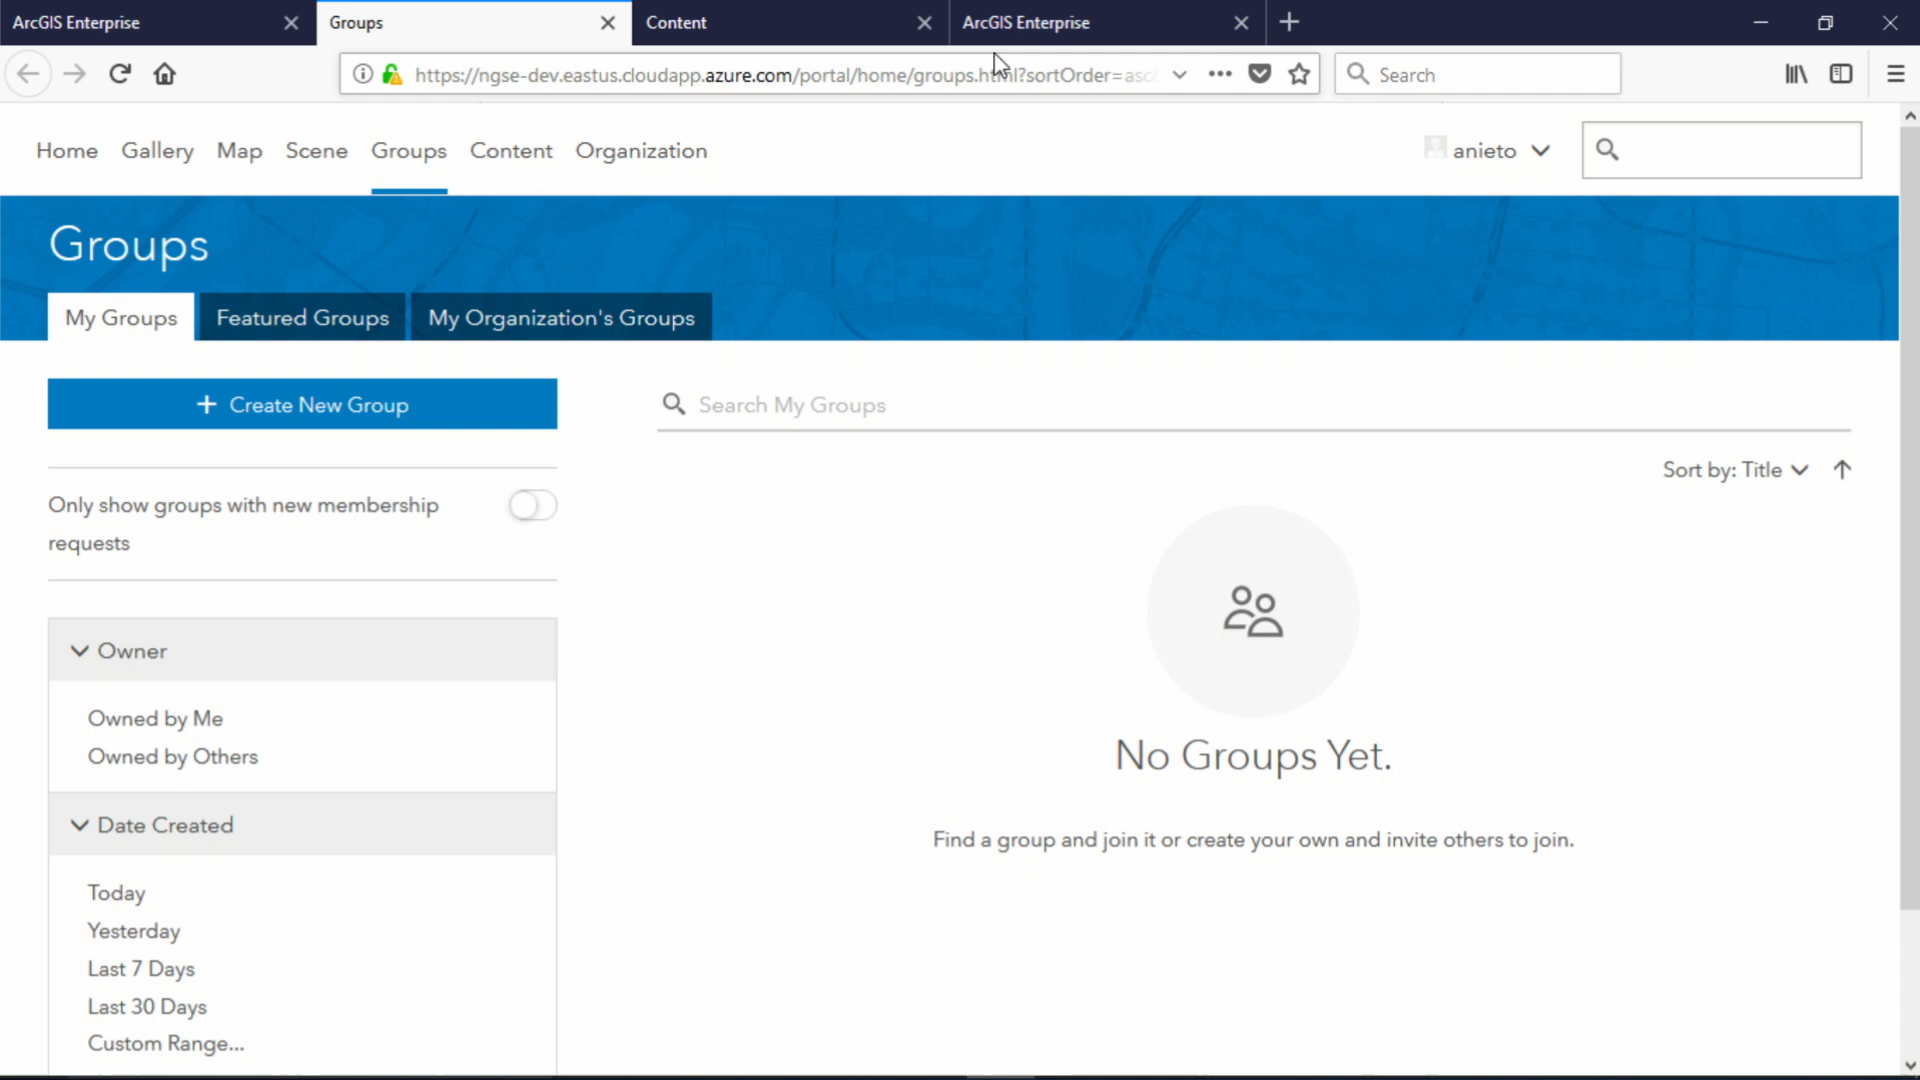 ArcGIS Enterprise
Groups
Content
ArcGIS Enterprise
https://ngse-dev.eastus.cloudapp.azure.com/portal/home/groups.html?sortOrder=asc
Search
Home
Gallery
Map
Scene
Groups
Content
Organization
anieto
Groups
My Groups
Featured Groups
My Organization's Groups
+ Create New Group
Search My Groups
Sort by: Title
Only show groups with new membership
requests
Owner
Owned by Me
Owned by Others
Date Created
Today
Yesterday
Last 7 Days
Last 30 Days
Custom Range...
No Groups Yet.
Find a group and join it or create your own and invite others to join.